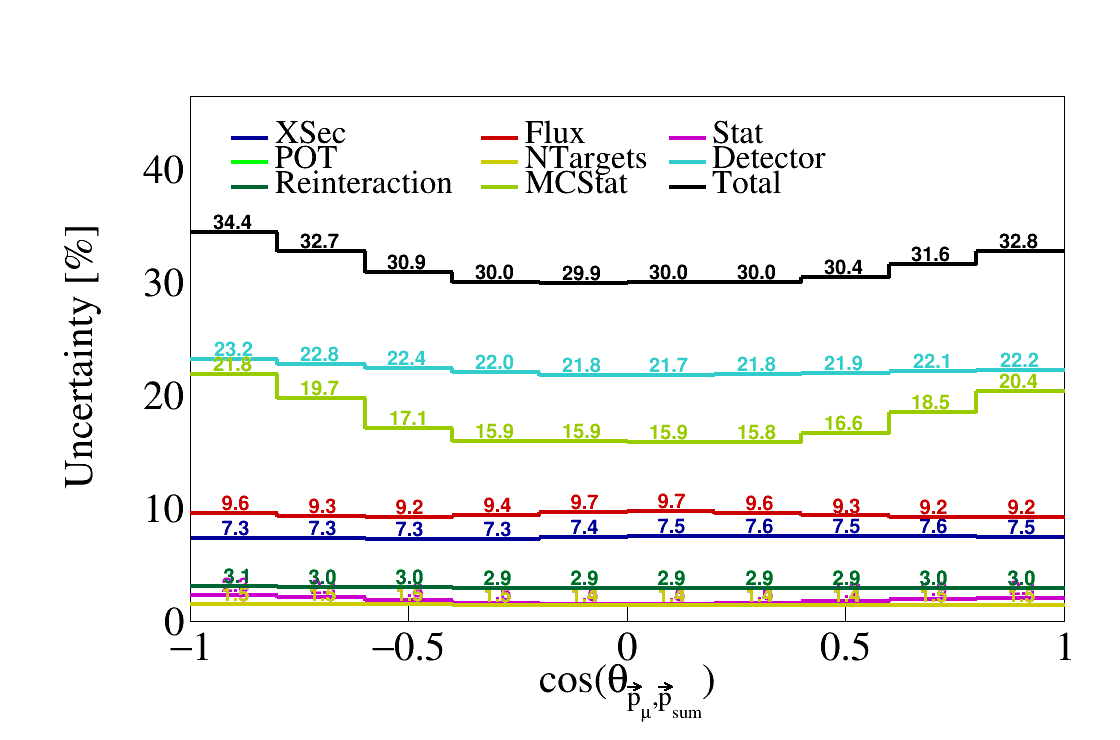 XSec Flux Stat
POT NTargets Detector
Reinteraction MCStat Total
Uncertainty [%]
40
30
20
10
0
34.4 32.7 30.9 30.0 29.9 30.0 30.0 30.4 31.6 32.8
23.2 22.8 22.4 22.0 21.8 21.7 21.8 21.9 22.1 22.2
21.8 19.7 17.1 15.9 15.9 15.9 15.8 16.6 18.5 20.4
9.6 9.3 9.2 9.4 9.7 9.7 9.6 9.3 9.2 9.2
7.3 7.3 7.3 7.3 7.4 7.5 7.6 7.5 7.6 7.5
3.1 3.0 3.0 2.9 2.9 2.9 2.9 2.9 3.0 3.0
−1 −0.5 0 0.5 1
cos(θp⃗μ,p⃗sum)